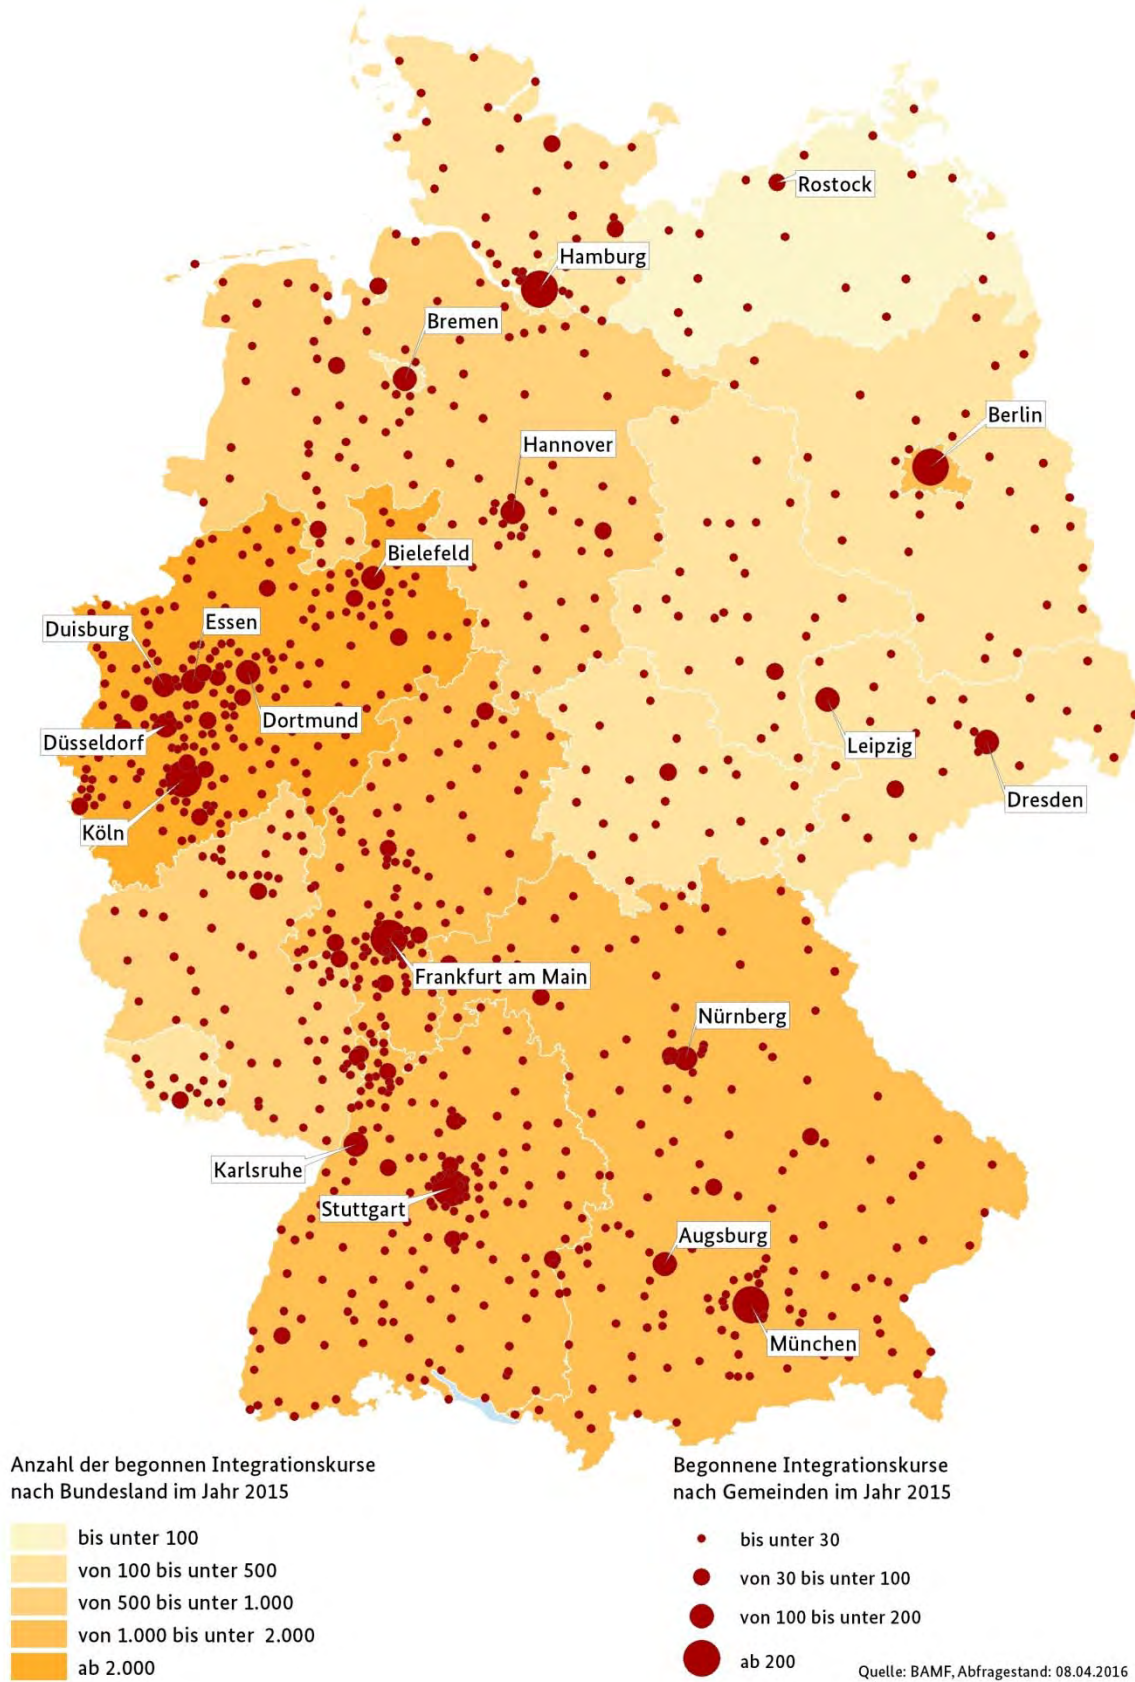 Rostock
Hamburg
Bremen
Berlin
Hannover
Bielefeld
Essen
Duisburg
Dortmund
Düsseldorf
Leipzig
Dresden
Köln
Frankfurt am Main
Nürnberg
Karlsruhe
Stuttgart
Augsburg
München
Anzahl der begonnen Integrationskurse
nach Bundesland im Jahr 2015
bis unter 100
von 100 bis unter 500
von 500 bis unter 1.000
von 1.000 bis unter 2.000
ab 2.000
Begonnene Integrationskurse
nach Gemeinden im Jahr 2015
bis unter 30
von 30 bis unter 100
von 100 bis unter 200
ab 200
Quelle: BAMF, Abfragestand: 08.04.2016